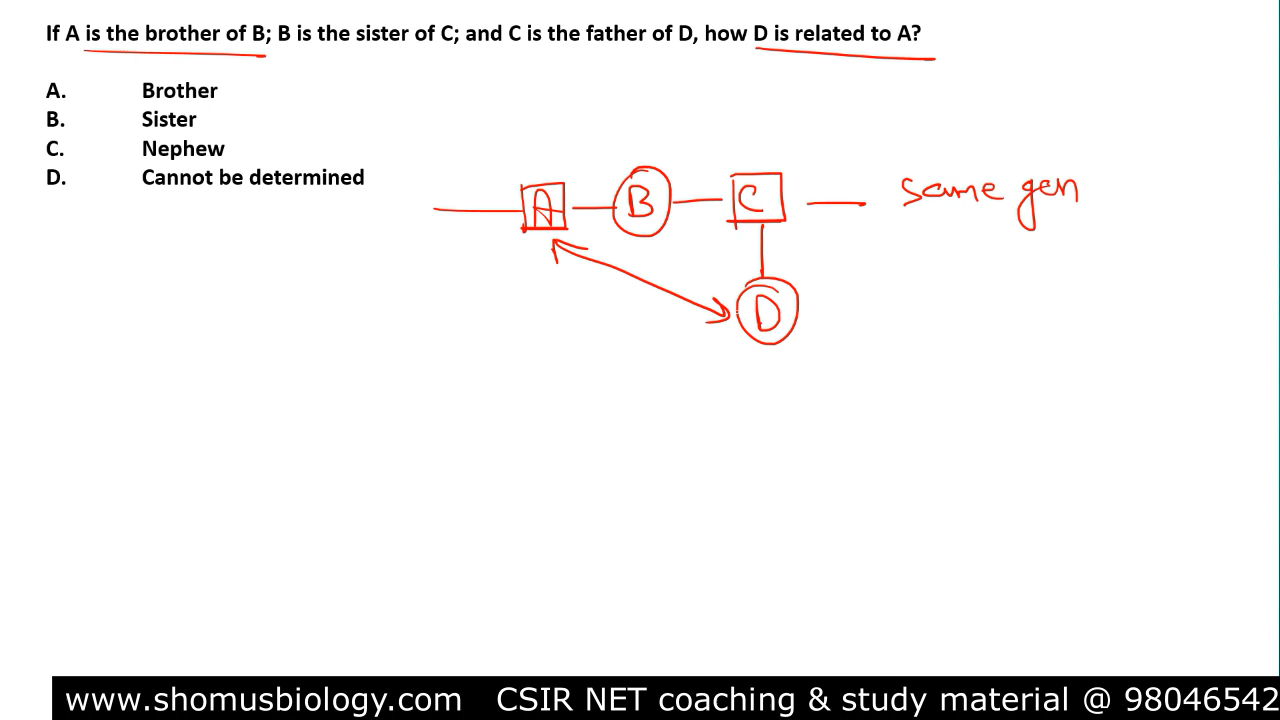 If A is the brother of B; B is the sister of C; and C is the father of D, how D is related to A?
A. Brother
B. Sister
C. Nephew
D. Cannot be determined
A B C same gen
D
www.shomusbiology.com CSIR NET coaching & study material @ 98046542